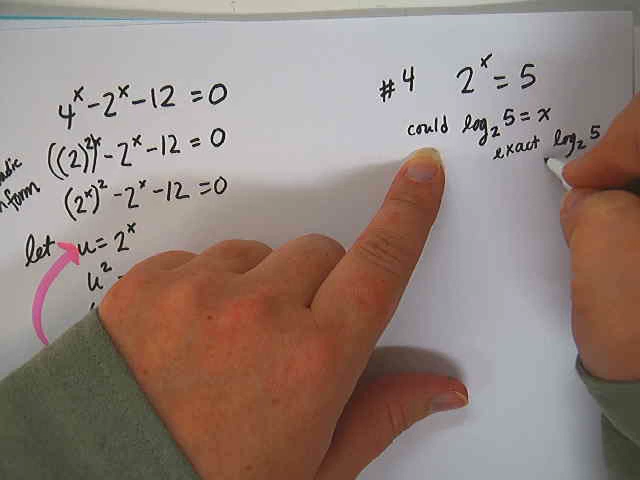 4^x - 2^x - 12 = 0
((2)^2)^x - 2^x - 12 = 0
(2^x)^2 - 2^x - 12 = 0
let u = 2^x
u^2 -
#4 2^x = 5
could log_2 5 = x
exact log_2 5